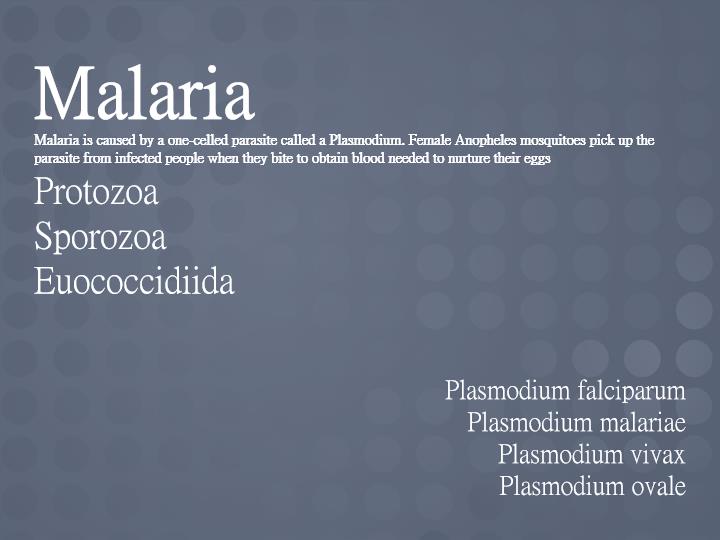 Malaria
Malaria is caused by a one-celled parasite called a Plasmodium. Female Anopheles mosquitoes pick up the
parasite from infected people when they bite to obtain blood needed to nurture their eggs
Protozoa
Sporozoa
Euococcidiida
Plasmodium falciparum
Plasmodium malariae
Plasmodium vivax
Plasmodium ovale